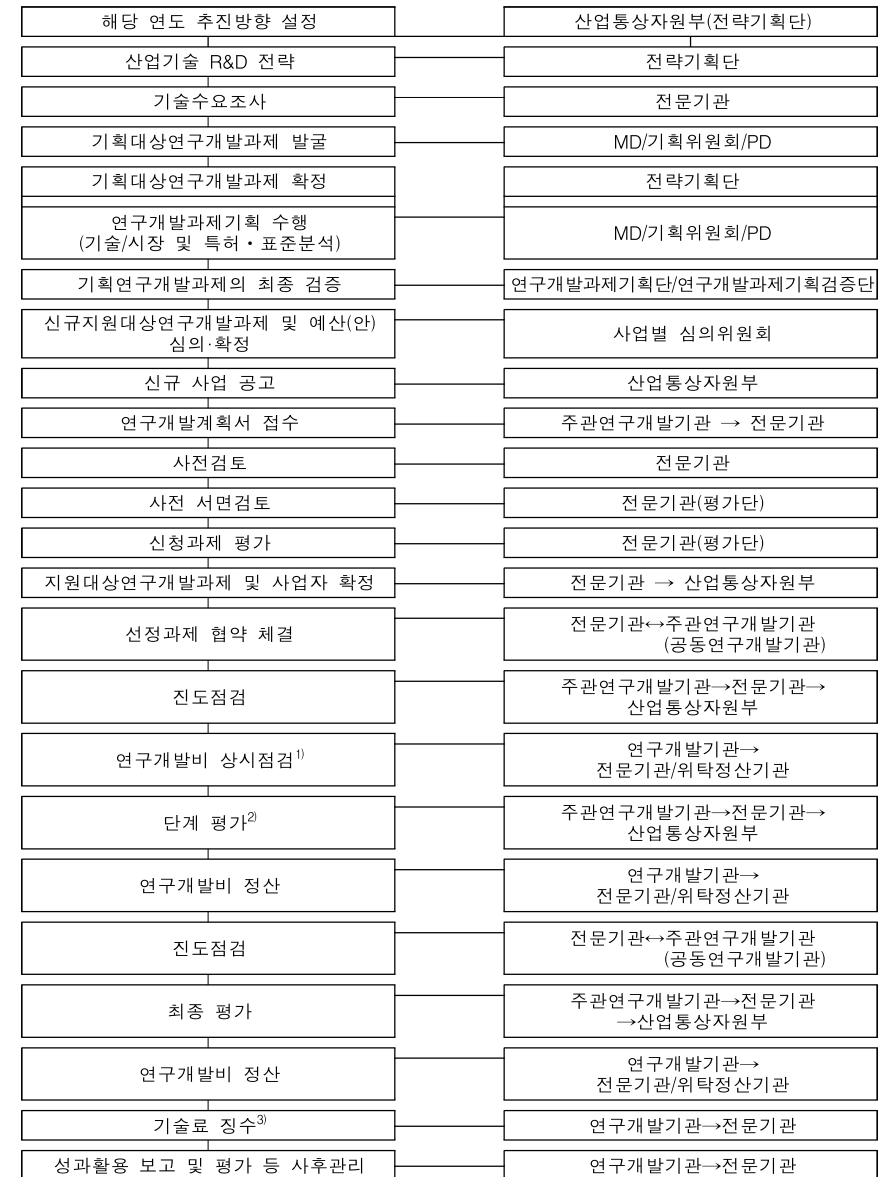 해당 연도 추진방향 설정
산업통상자원부(전략기획단)
산업기술 R&D 전략
전략기획단
기술수요조사
전문기관
기획대상연구개발과제 발굴
MD/기획위원회/PD
기획대상연구개발과제 확정
전략기획단
연구개발과제기획 수행
(기술/시장 및 특허・표준분석)
MD/기획위원회/PD
기획연구개발과제의 최종 검증
연구개발과제기획단/연구개발과제기획검증단
신규지원대상연구개발과제 및 예산(안)
심의·확정
사업별 심의위원회
신규 사업 공고
산업통상자원부
연구개발계획서 접수
주관연구개발기관 → 전문기관
사전검토
전문기관
사전 서면검토
전문기관(평가단)
신청과제 평가
전문기관(평가단)
지원대상연구개발과제 및 사업자 확정
전문기관 → 산업통상자원부
선정과제 협약 체결
전문기관↔주관연구개발기관
(공동연구개발기관)
진도점검
주관연구개발기관→전문기관→
산업통상자원부
연구개발비 상시점검1)
연구개발기관→
전문기관/위탁정산기관
단계 평가2)
주관연구개발기관→전문기관→
산업통상자원부
연구개발비 정산
연구개발기관→
전문기관/위탁정산기관
진도점검
전문기관↔주관연구개발기관
(공동연구개발기관)
최종 평가
주관연구개발기관→전문기관
→산업통상자원부
연구개발비 정산
연구개발기관→
전문기관/위탁정산기관
기술료 징수3)
연구개발기관→전문기관
성과활용 보고 및 평가 등 사후관리
연구개발기관→전문기관